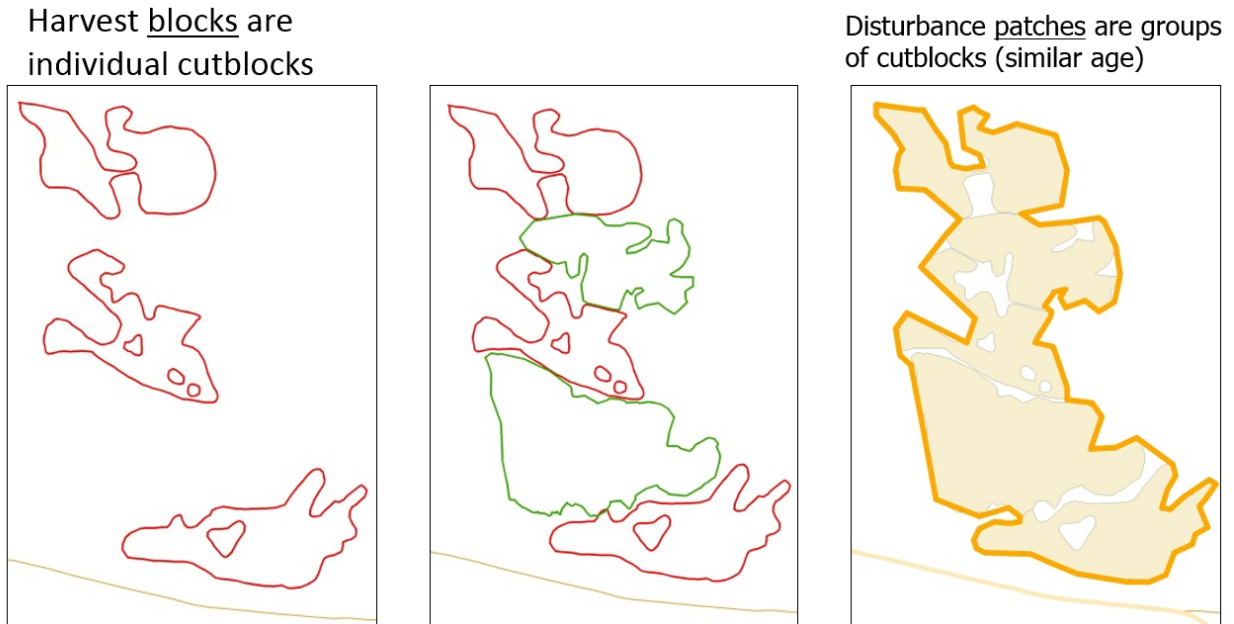 Harvest blocks are
individual cutblocks
Disturbance patches are groups
of cutblocks (similar age)